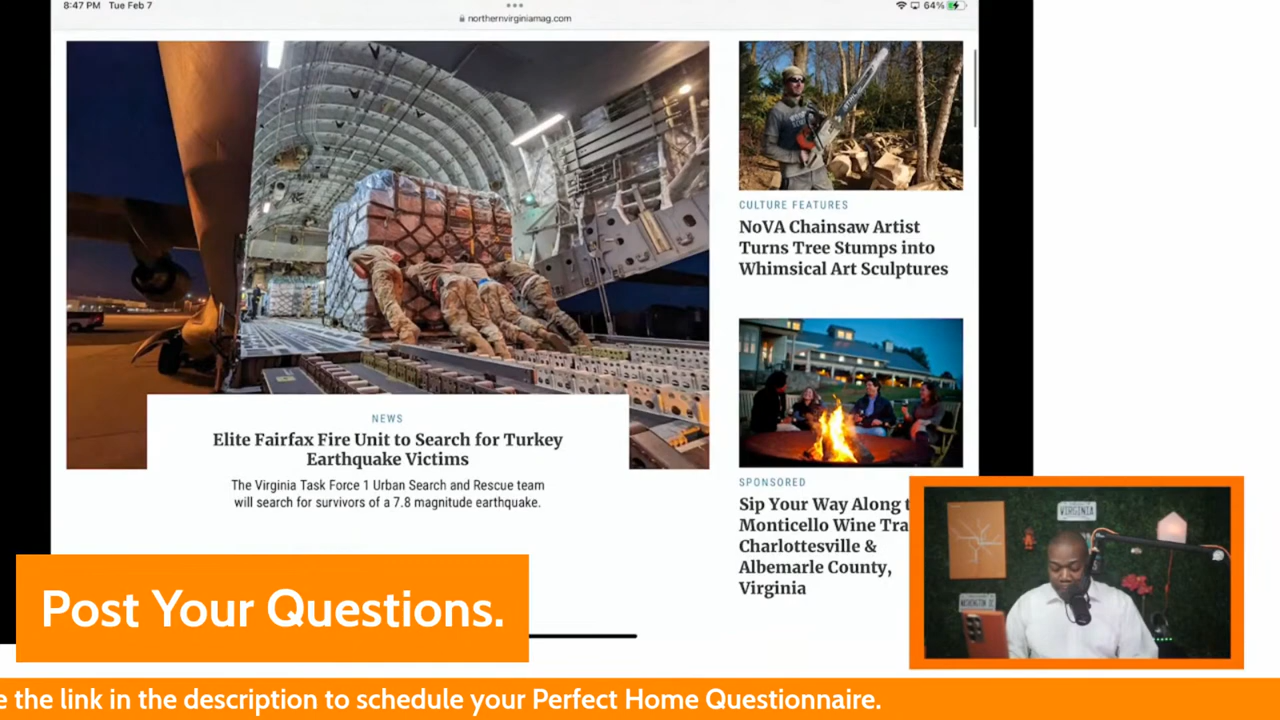 8:47 PM Tue Feb 7
64%
northernvirginiamag.com
NEWS
Elite Fairfax Fire Unit to Search for Turkey
Earthquake Victims
The Virginia Task Force 1 Urban Search and Rescue team
will search for survivors of a 7.8 magnitude earthquake.
CULTURE FEATURES
NoVA Chainsaw Artist
Turns Tree Stumps into
Whimsical Art Sculptures
SPONSORED
Sip Your Way Along
Monticello Wine
Charlottesville &
Albemarle County,
Virginia
VIRGINIA
WASHINGTON DC
Post Your Questions.
the link in the description to schedule your Perfect Home Questionnaire.